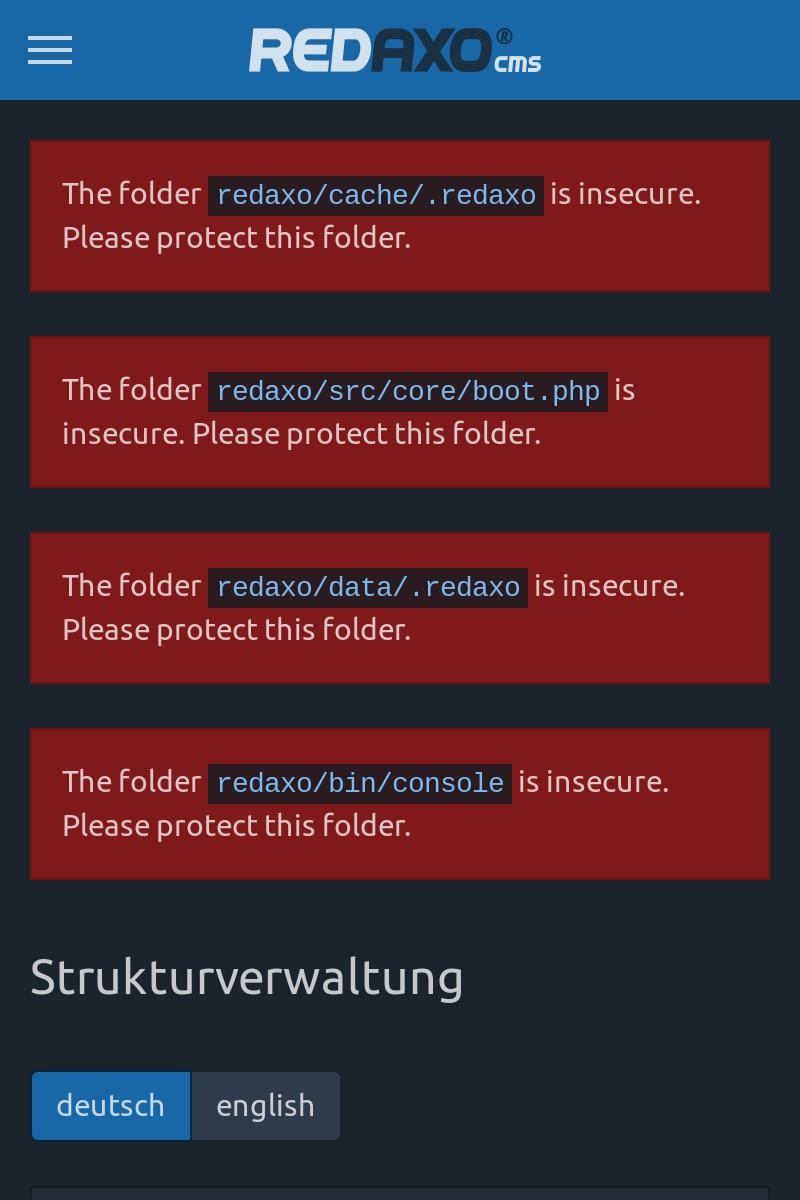 REDAXO® cms
The folder redaxo/cache/.redaxo is insecure.
Please protect this folder.
The folder redaxo/src/core/boot.php is
insecure. Please protect this folder.
The folder redaxo/data/.redaxo is insecure.
Please protect this folder.
The folder redaxo/bin/console is insecure.
Please protect this folder.
Strukturverwaltung
deutsch english